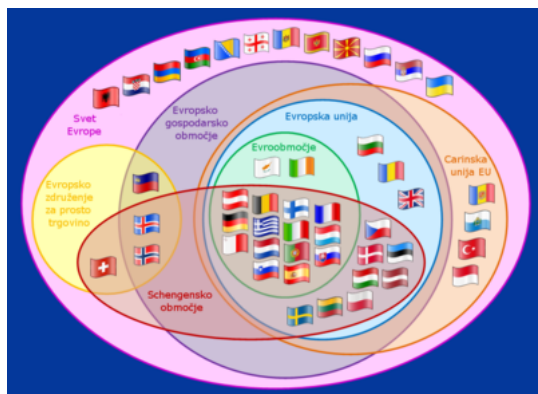 Svet
Evrope
Evropsko
gospodarsko
območje
Evropska unija
Evroobmočje
Carinska
unija EU
Evropsko
združenje
za prosto
trgovino
Schengensko
območje